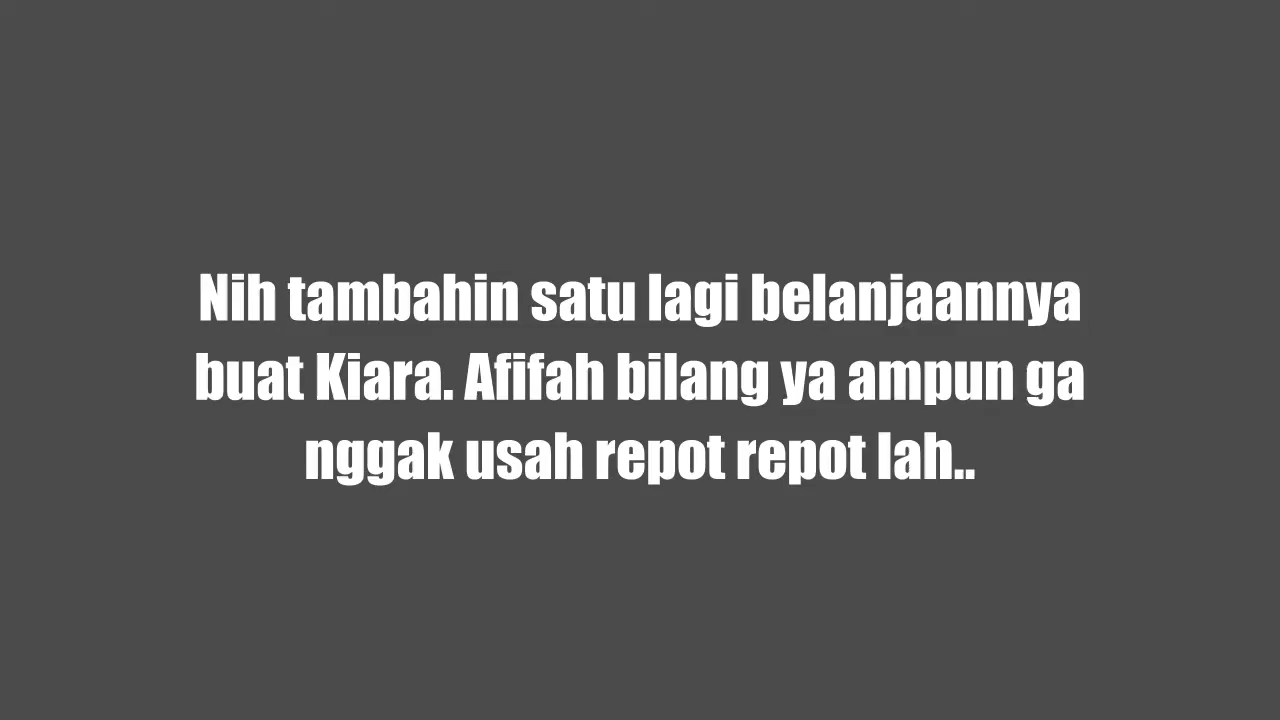 Nih tambahin satu lagi belanjaannya
buat Kiara. Afifah bilang ya ampun ga
nggak usah repot repot lah..